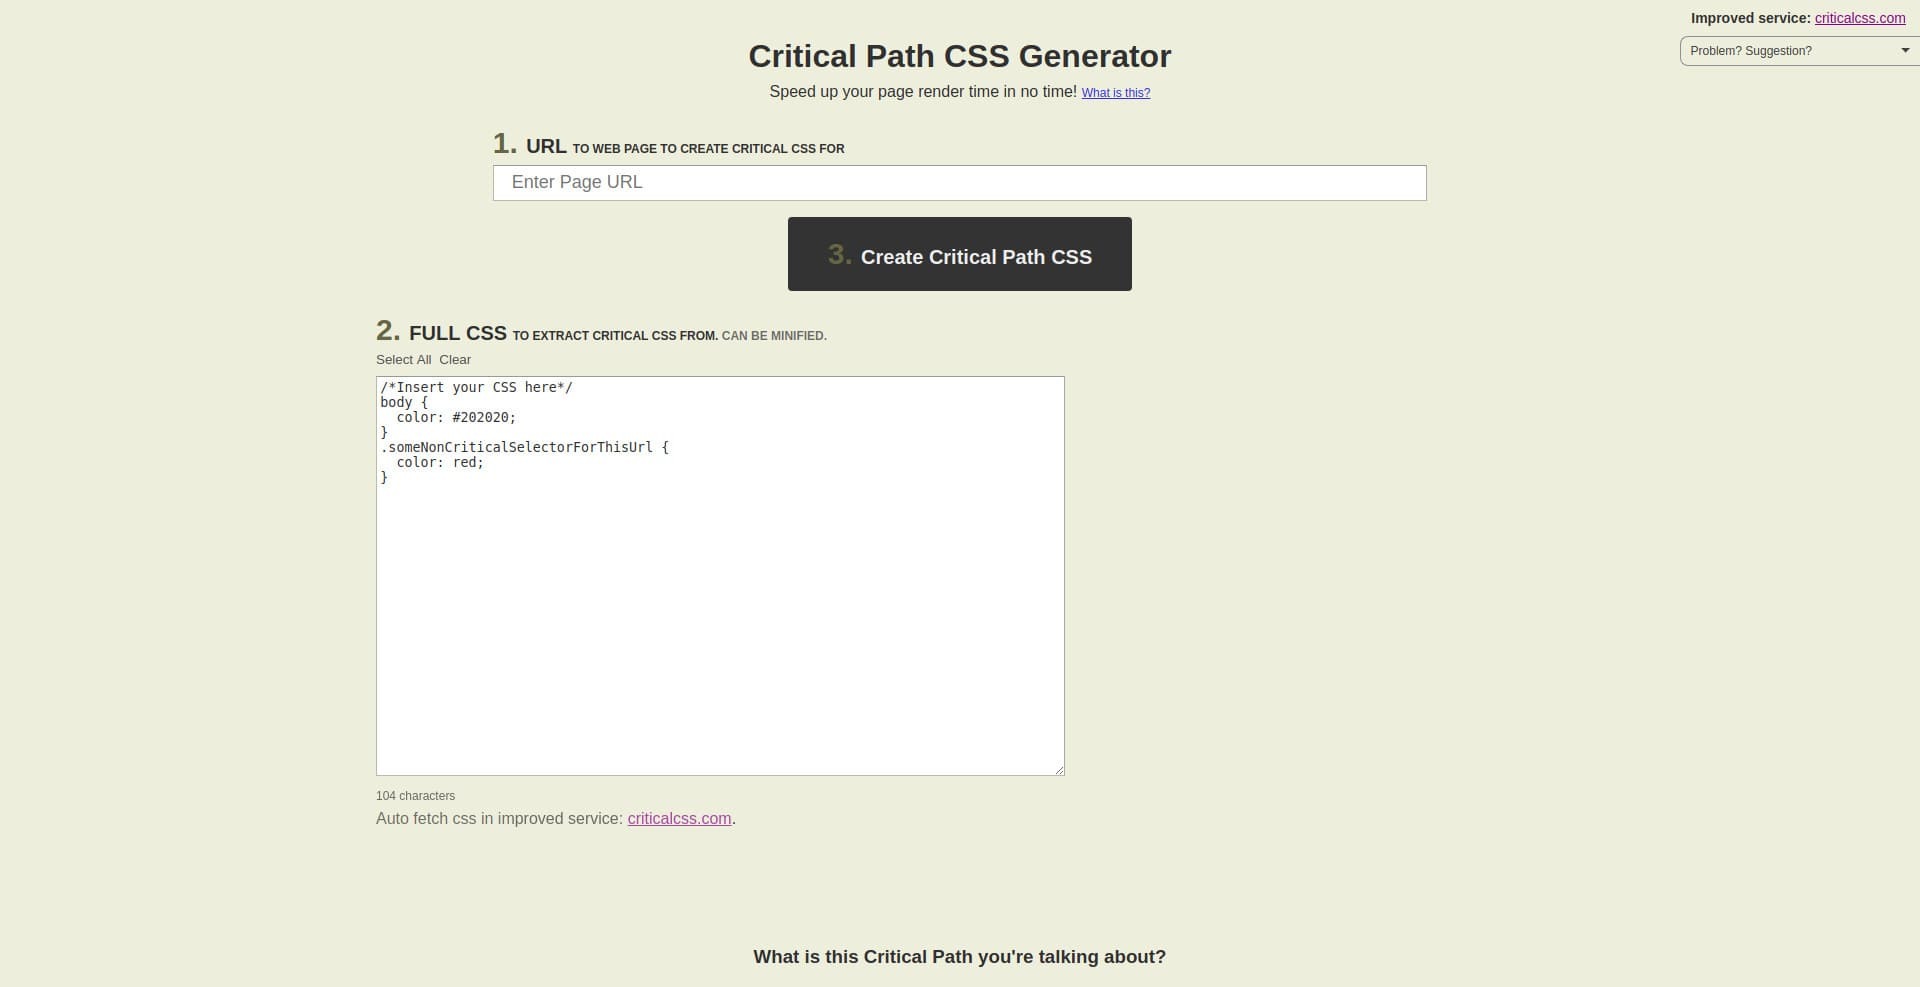 Improved service: criticalcss.com
Problem? Suggestion?
Critical Path CSS Generator
Speed up your page render time in no time! What is this?
1. URL TO WEB PAGE TO CREATE CRITICAL CSS FOR
Enter Page URL
3. Create Critical Path CSS
2. FULL CSS TO EXTRACT CRITICAL CSS FROM. CAN BE MINIFIED.
Select All Clear
/*Insert your CSS here*/
body {
  color: #202020;
}
.someNonCriticalSelectorForThisUrl {
  color: red;
}
104 characters
Auto fetch css in improved service: criticalcss.com.
What is this Critical Path you're talking about?